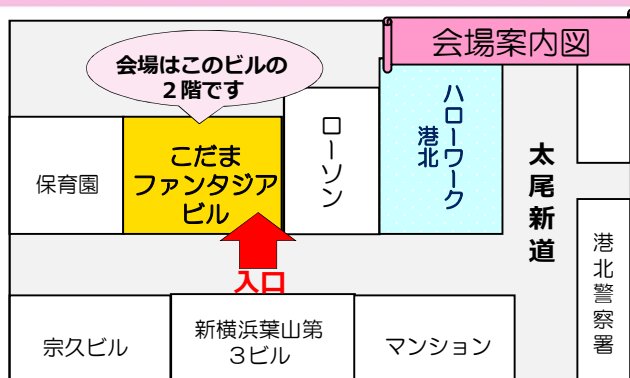 会場案内図
会場はこのビルの
２階です
保育園
こだま
ファンタジア
ビル
ローソン
ハローワーク
港北
太尾新道
入口
港北警察署
宗久ビル
新横浜葉山第
３ビル
マンション